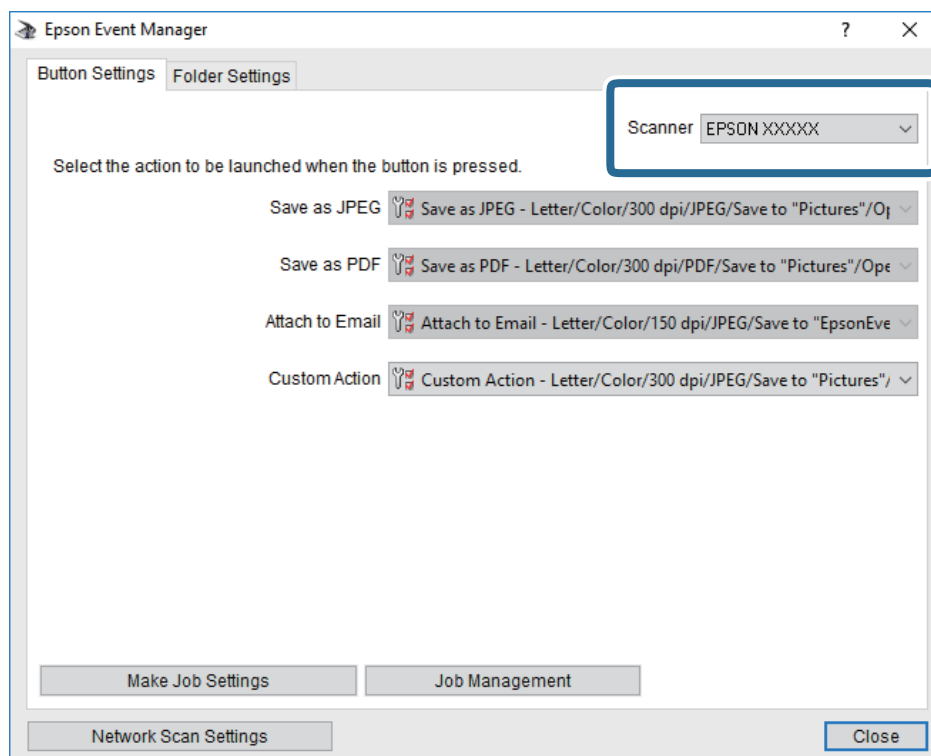 Epson Event Manager
Button Settings Folder Settings
Scanner EPSON XXXXX
Select the action to be launched when the button is pressed.
Save as JPEG Save as JPEG - Letter/Color/300 dpi/JPEG/Save to "Pictures"/Op
Save as PDF Save as PDF - Letter/Color/300 dpi/PDF/Save to "Pictures"/Ope
Attach to Email Attach to Email - Letter/Color/150 dpi/JPEG/Save to "EpsonEve
Custom Action Custom Action - Letter/Color/300 dpi/JPEG/Save to "Pictures"/
Make Job Settings Job Management
Network Scan Settings Close